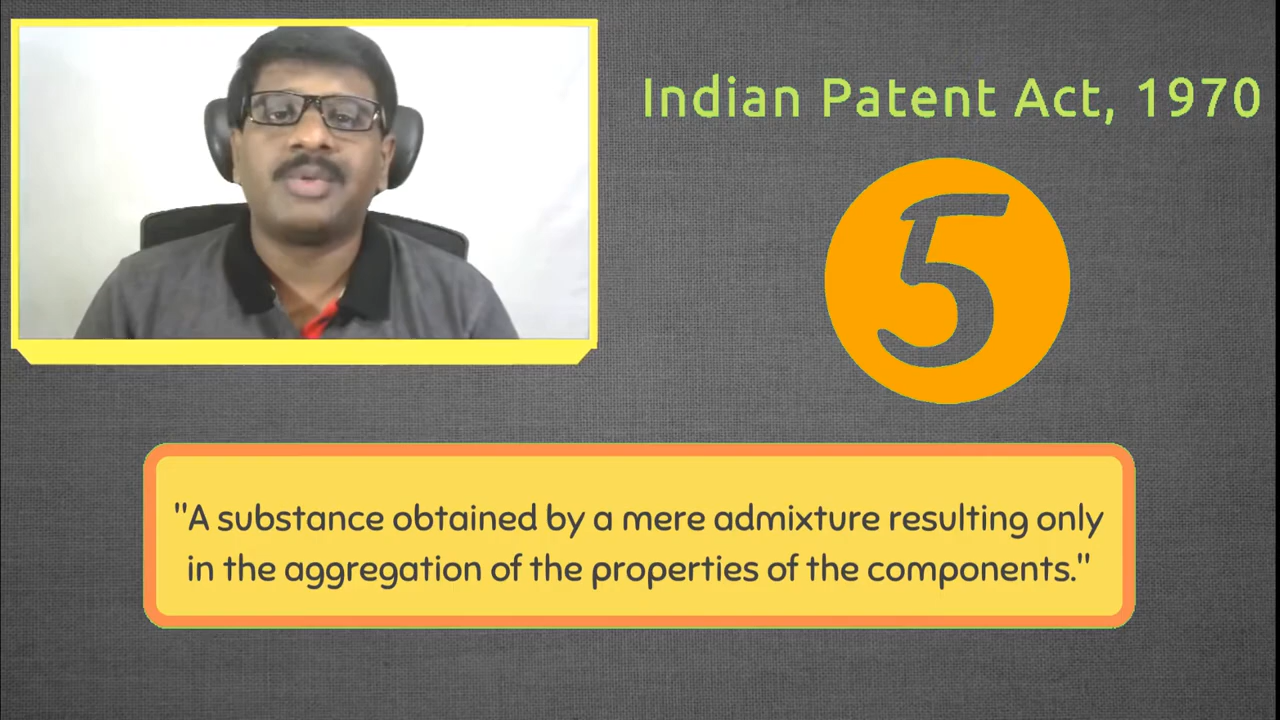 Indian Patent Act, 1970
5
"A substance obtained by a mere admixture resulting only
in the aggregation of the properties of the components."